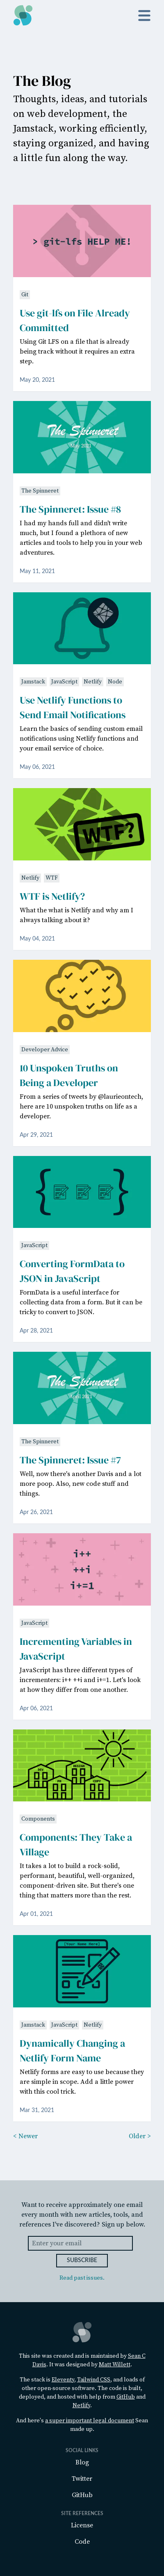 The Blog
Thoughts, ideas, and tutorials
on web development, the
Jamstack, working efficiently,
staying organized, and having
a little fun along the way.
> git-lfs HELP ME!
Git
Use git-lfs on File Already
Committed
Using Git LFS on a file that is already
being track without it requires an extra
step.
May 20, 2021
The Spinneret
May 2021
The Spinneret
The Spinneret: Issue #8
I had my hands full and didn't write
much, but I found a plethora of new
articles and tools to help you in your web
adventures.
May 11, 2021
Jamstack JavaScript Netlify Node
Use Netlify Functions to
Send Email Notifications
Learn the basics of sending custom email
notifications using Netlify functions and
your email service of choice.
May 06, 2021
WTF?
Netlify WTF
WTF is Netlify?
What the what is Netlify and why am I
always talking about it?
May 04, 2021
Developer Advice
10 Unspoken Truths on
Being a Developer
From a series of tweets by @laurieontech,
here are 10 unspoken truths on life as a
developer.
Apr 29, 2021
{ }
JavaScript
Converting FormData to
JSON in JavaScript
FormData is a useful interface for
collecting data from a form. But it can be
tricky to convert to JSON.
Apr 28, 2021
The Spinneret
The Spinneret
The Spinneret: Issue #7
Well, now there's another Davis and a lot
more poop. Also, new code stuff and
things.
Apr 26, 2021
i++
++i
i+=1
JavaScript
Incrementing Variables in
JavaScript
JavaScript has three different types of
incrementers: i++ ++i and i+=1. Let's look
at how they differ from one another.
Apr 06, 2021
Components
Components: They Take a
Village
It takes a lot to build a rock-solid,
performant, beautiful, well-organized,
component-driven site. But there's one
thing that matters more than the rest.
Apr 01, 2021
{Your Name Here}
Jamstack JavaScript Netlify
Dynamically Changing a
Netlify Form Name
Netlify forms are easy to use because they
are simple in scope. Add a little power
with this cool trick.
Mar 31, 2021
< Newer Older >
Want to receive approximately one email
every month with new articles, tools, and
references I've discovered? Sign up below.
Enter your email
SUBSCRIBE
Read past issues.
This site was created and is maintained by Sean C
Davis. It was designed by Matt Willett.
The stack is Eleventy, Tailwind CSS, and loads of
other open source software. The code is built,
deployed, and hosted with help from GitHub and
Netlify.
And here's a super important legal document Sean
made up.
SOCIAL LINKS
Blog
Twitter
GitHub
SITE REFERENCES
License
Code